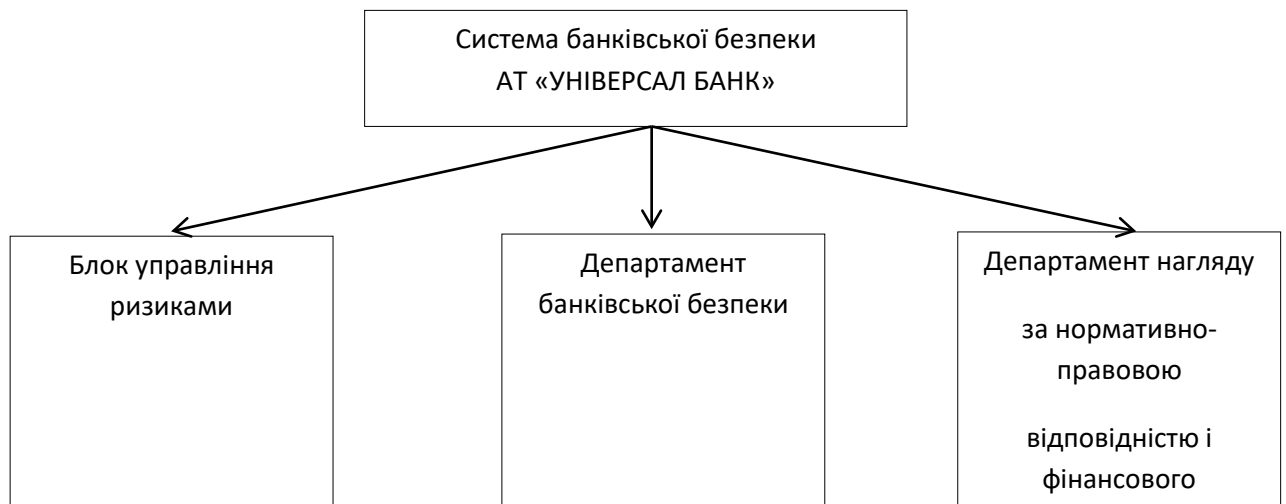 Система банківської безпеки
АТ «УНІВЕРСАЛ БАНК»
Блок управління
ризиками
Департамент
банківської безпеки
Департамент нагляду
за нормативно-
правовою
відповідністю і
фінансового